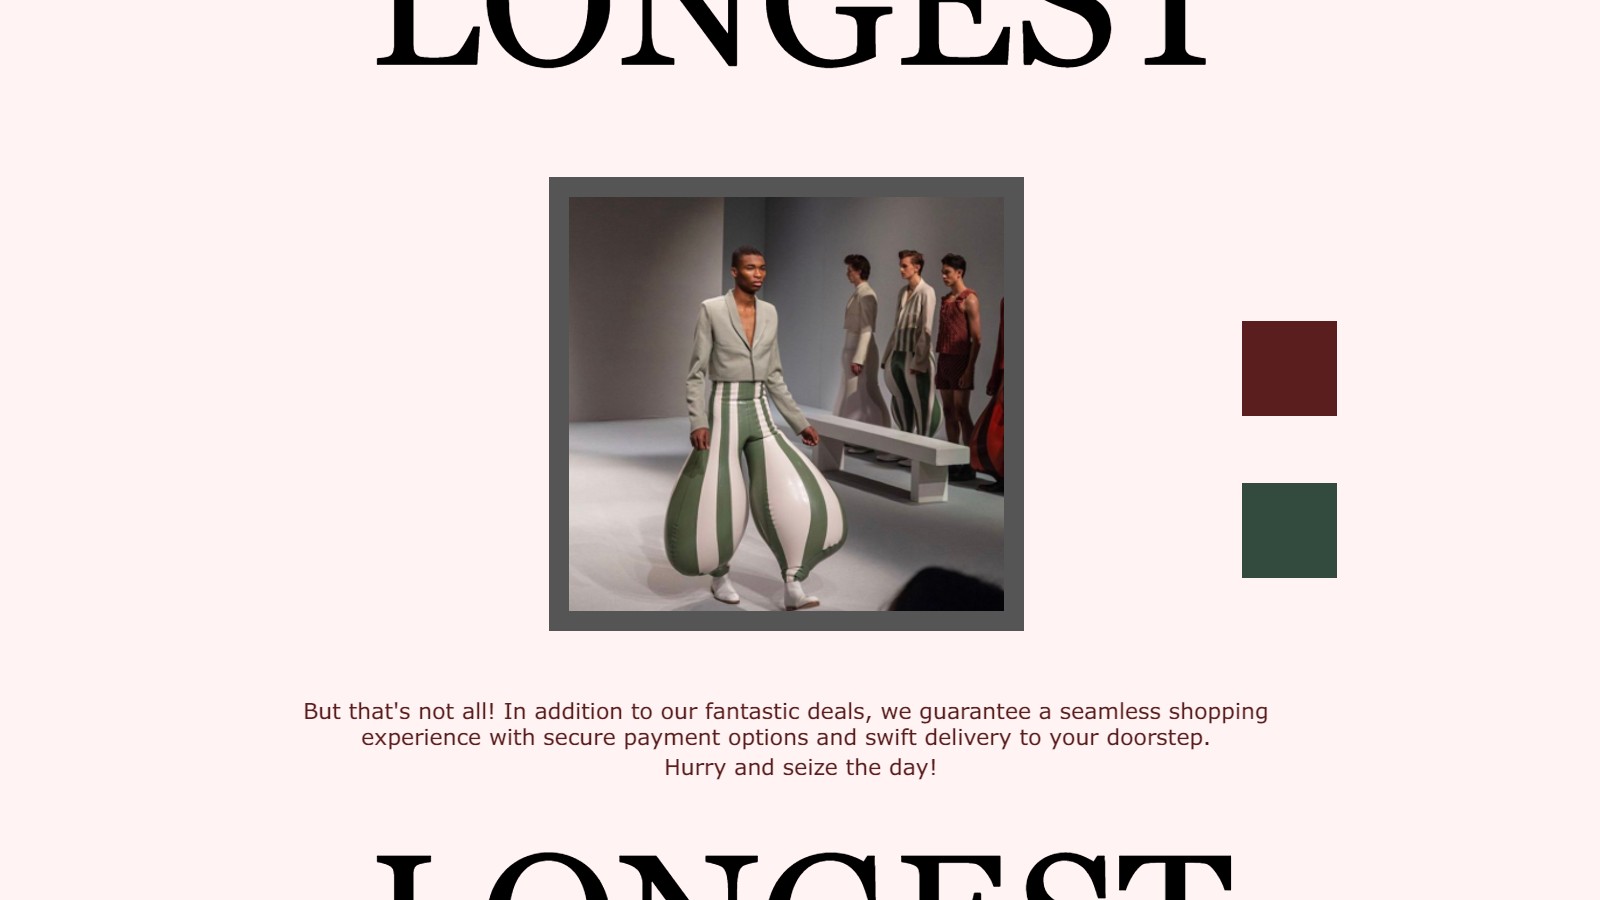 LONGEST
But that's not all! In addition to our fantastic deals, we guarantee a seamless shopping
experience with secure payment options and swift delivery to your doorstep.
Hurry and seize the day!
LONGEST